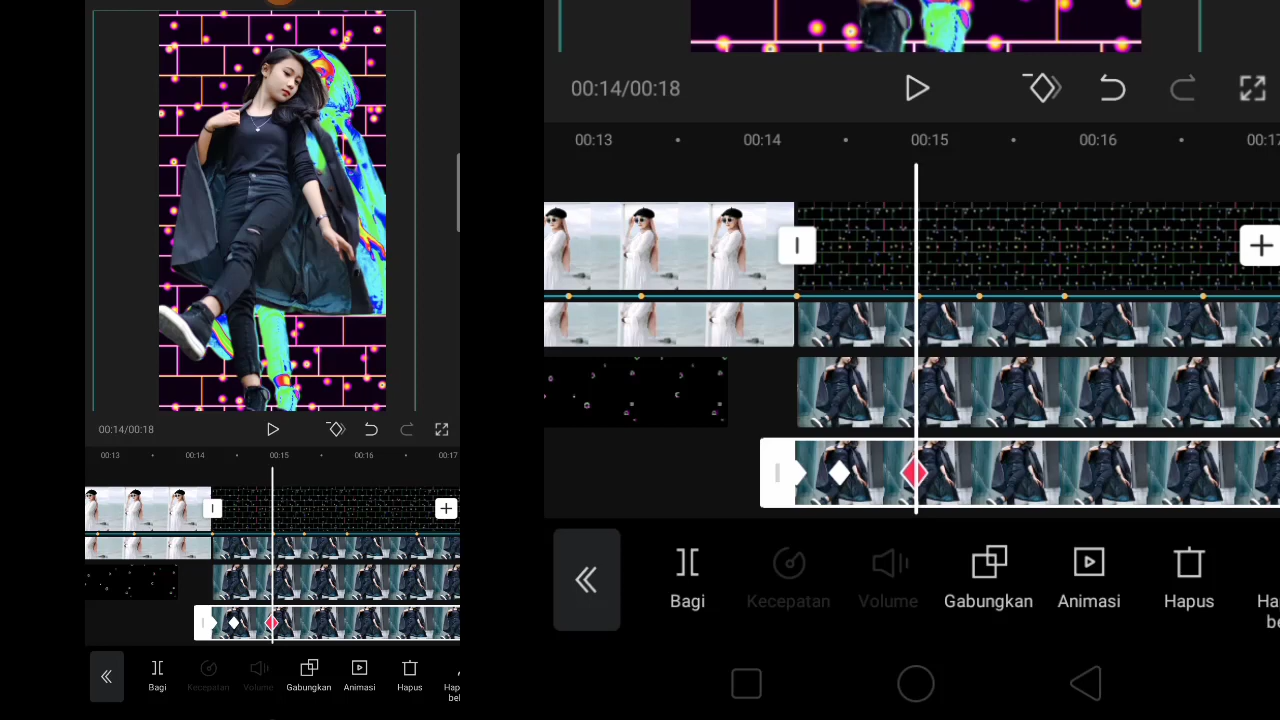 00:14/00:18
00:13
00:14
00:15
00:16
00:17
Bagi
Kecepatan
Volume
Gabungkan
Animasi
Hapus
Hap
bel
00:14/00:18
00:13
00:14
00:15
00:16
00:17
Bagi
Kecepatan
Volume
Gabungkan
Animasi
Hapus
Ha
be